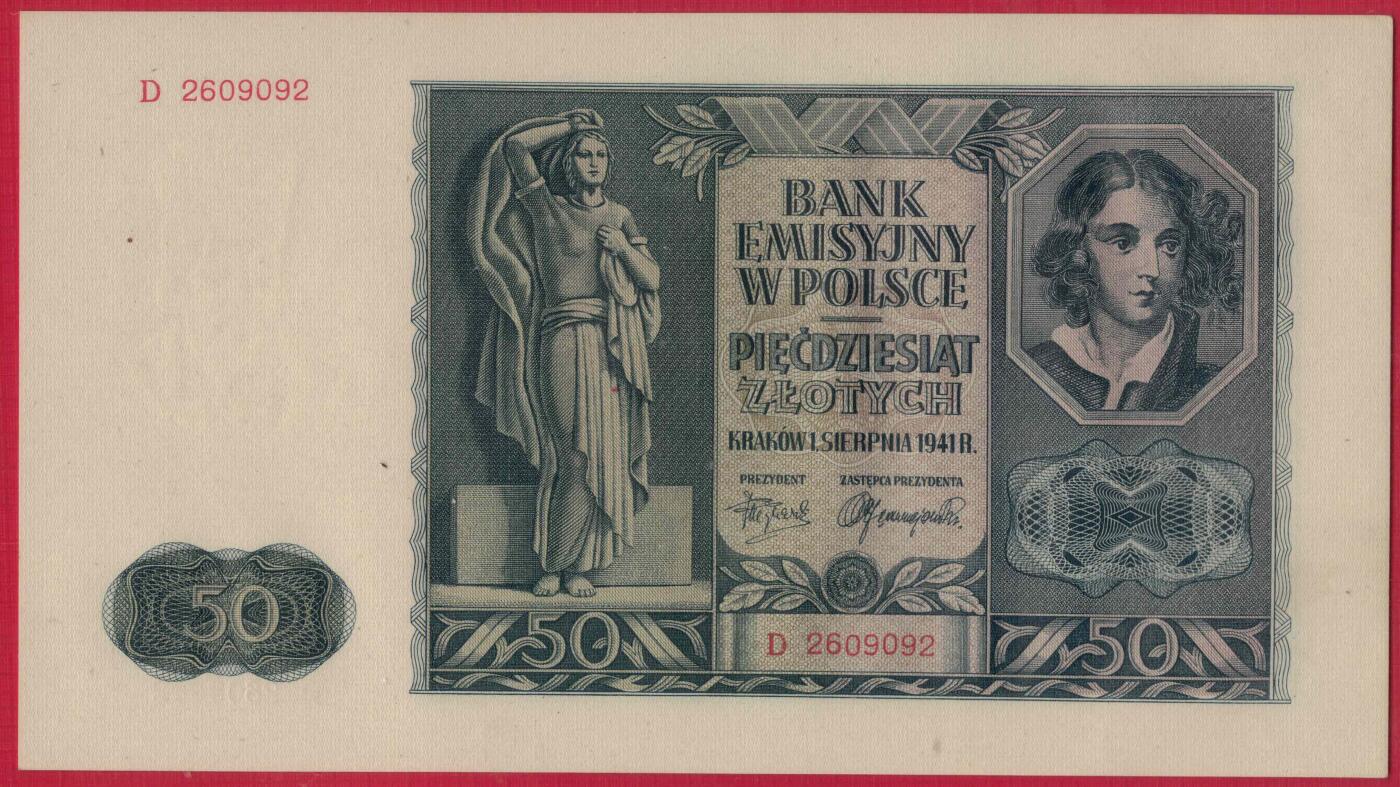 D 2609092
BANK
EMISYJNY
W POLSCE
PIĘĆDZIESIĄT
ZŁOTYCH
KRAKÓW 1. SIERPNIA 1941 R.
PREZYDENT ZASTĘPCA PREZYDENTA
50
50
D 2609092
50